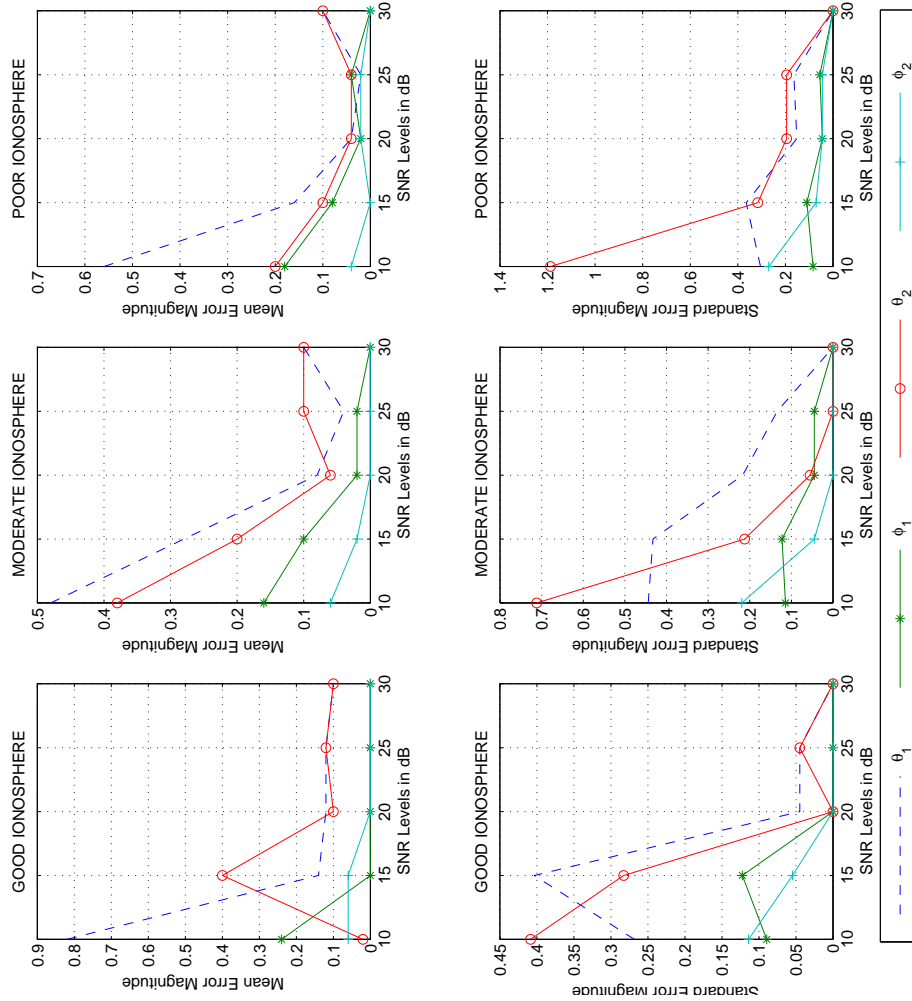 GOOD IONOSPHERE
0.9
0.8
0.7
0.6
0.5
0.4
0.3
0.2
0.1
0
Mean Error Magnitude
10 15 20 25 30
SNR Levels in dB
MODERATE IONOSPHERE
0.5
0.4
0.3
0.2
0.1
0
Mean Error Magnitude
10 15 20 25 30
SNR Levels in dB
POOR IONOSPHERE
0.7
0.6
0.5
0.4
0.3
0.2
0.1
0
Mean Error Magnitude
10 15 20 25 30
SNR Levels in dB
GOOD IONOSPHERE
0.45
0.4
0.35
0.3
0.25
0.2
0.15
0.1
0.05
0
Standard Error Magnitude
10 15 20 25 30
SNR Levels in dB
MODERATE IONOSPHERE
0.8
0.7
0.6
0.5
0.4
0.3
0.2
0.1
0
Standard Error Magnitude
10 15 20 25 30
SNR Levels in dB
POOR IONOSPHERE
1.4
1.2
1
0.8
0.6
0.4
0.2
0
Standard Error Magnitude
10 15 20 25 30
SNR Levels in dB
θ1 ϕ1 θ2 ϕ2